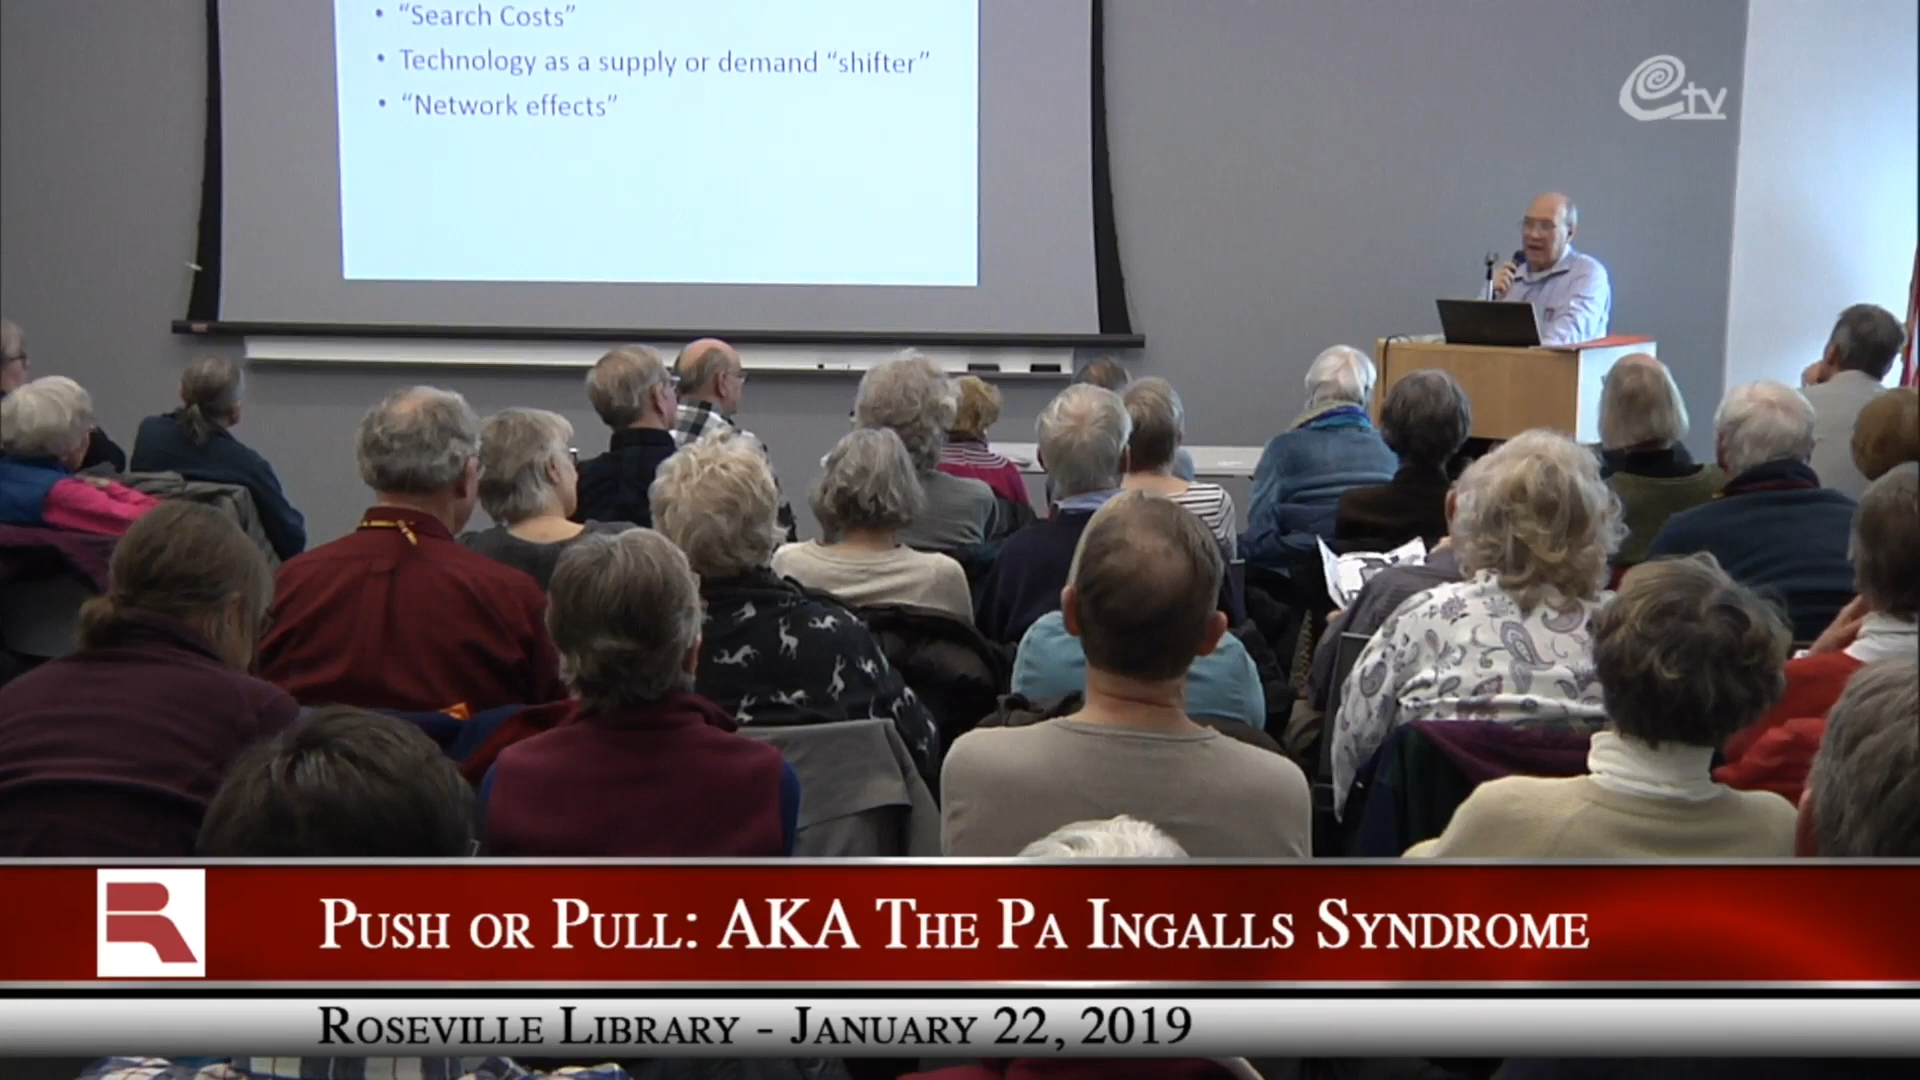 • “Search Costs”
• Technology as a supply or demand “shifter”
• “Network effects”
etv
R
Push or Pull: AKA The Pa Ingalls Syndrome
Roseville Library - January 22, 2019